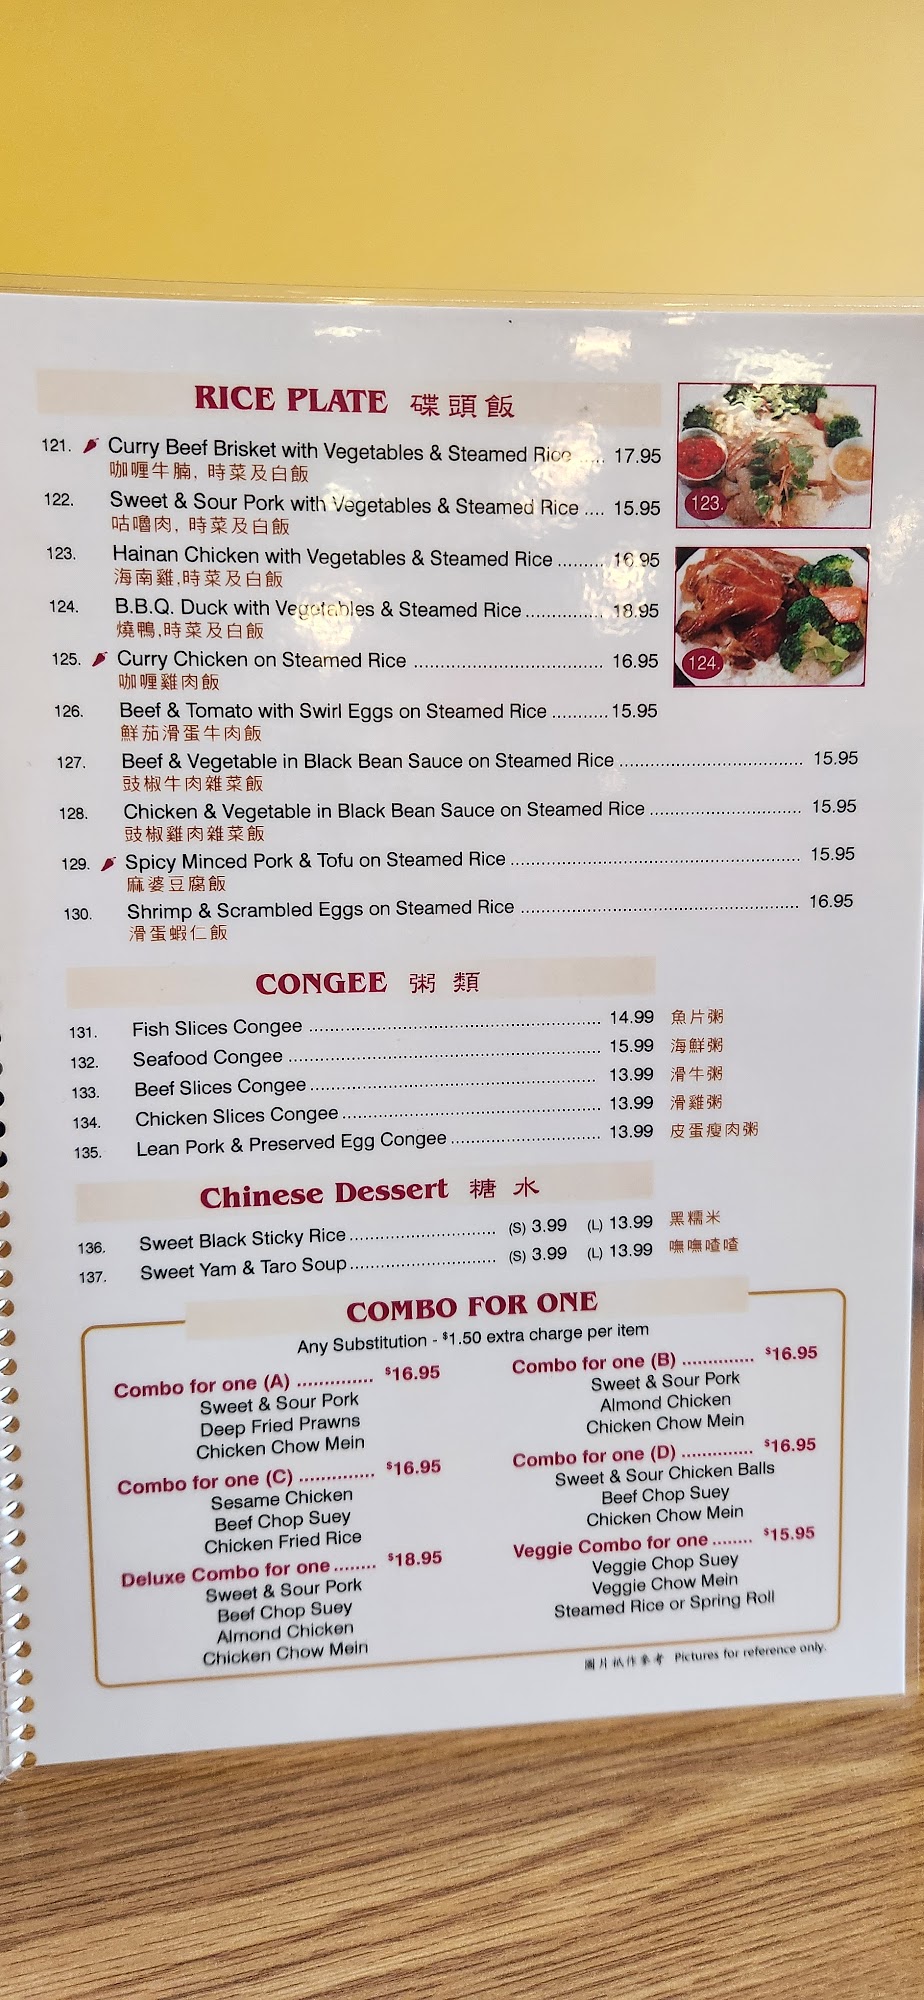 RICE PLATE 碟頭飯
121. Curry Beef Brisket with Vegetables & Steamed Rice ..... 17.95
咖喱牛腩, 時菜及白飯
122. Sweet & Sour Pork with Vegetables & Steamed Rice .... 15.95
咕嚕肉, 時菜及白飯
123. Hainan Chicken with Vegetables & Steamed Rice ......... 16.95
海南雞,時菜及白飯
124. B.B.Q. Duck with Vegetables & Steamed Rice .............. 18.95
燒鴨,時菜及白飯
125. Curry Chicken on Steamed Rice .................................. 16.95
咖喱雞肉飯
126. Beef & Tomato with Swirl Eggs on Steamed Rice ...........15.95
鮮茄滑蛋牛肉飯
127. Beef & Vegetable in Black Bean Sauce on Steamed Rice ................................. 15.95
豉椒牛肉雜菜飯
128. Chicken & Vegetable in Black Bean Sauce on Steamed Rice ........................... 15.95
豉椒雞肉雜菜飯
129. Spicy Minced Pork & Tofu on Steamed Rice .................................................... 15.95
麻婆豆腐飯
130. Shrimp & Scrambled Eggs on Steamed Rice .................................................. 16.95
滑蛋蝦仁飯
123.
124.
CONGEE 粥 類
131. Fish Slices Congee ..................................................... 14.99 魚片粥
132. Seafood Congee ......................................................... 15.99 海鮮粥
133. Beef Slices Congee .................................................... 13.99 滑牛粥
134. Chicken Slices Congee ............................................... 13.99 滑雞粥
135. Lean Pork & Preserved Egg Congee ........................... 13.99 皮蛋瘦肉粥
Chinese Dessert 糖 水
136. Sweet Black Sticky Rice ........................... (S) 3.99 (L) 13.99 黑糯米
137. Sweet Yam & Taro Soup ........................... (S) 3.99 (L) 13.99 嘸嘸喳喳
COMBO FOR ONE
Any Substitution - $1.50 extra charge per item
Combo for one (A) .............. $16.95
Sweet & Sour Pork
Deep Fried Prawns
Chicken Chow Mein
Combo for one (B) ............. $16.95
Sweet & Sour Pork
Almond Chicken
Chicken Chow Mein
Combo for one (C) .............. $16.95
Sesame Chicken
Beef Chop Suey
Chicken Fried Rice
Combo for one (D) ............. $16.95
Sweet & Sour Chicken Balls
Beef Chop Suey
Chicken Chow Mein
Deluxe Combo for one ........ $18.95
Sweet & Sour Pork
Beef Chop Suey
Almond Chicken
Chicken Chow Mein
Veggie Combo for one ........ $15.95
Veggie Chop Suey
Veggie Chow Mein
Steamed Rice or Spring Roll
圖片祇作參考 Pictures for reference only.